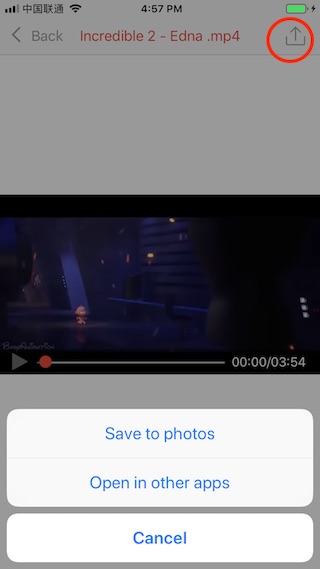 中国联通 4:57 PM
Back Incredible 2 - Edna .mp4
00:00/03:54
Save to photos
Open in other apps
Cancel